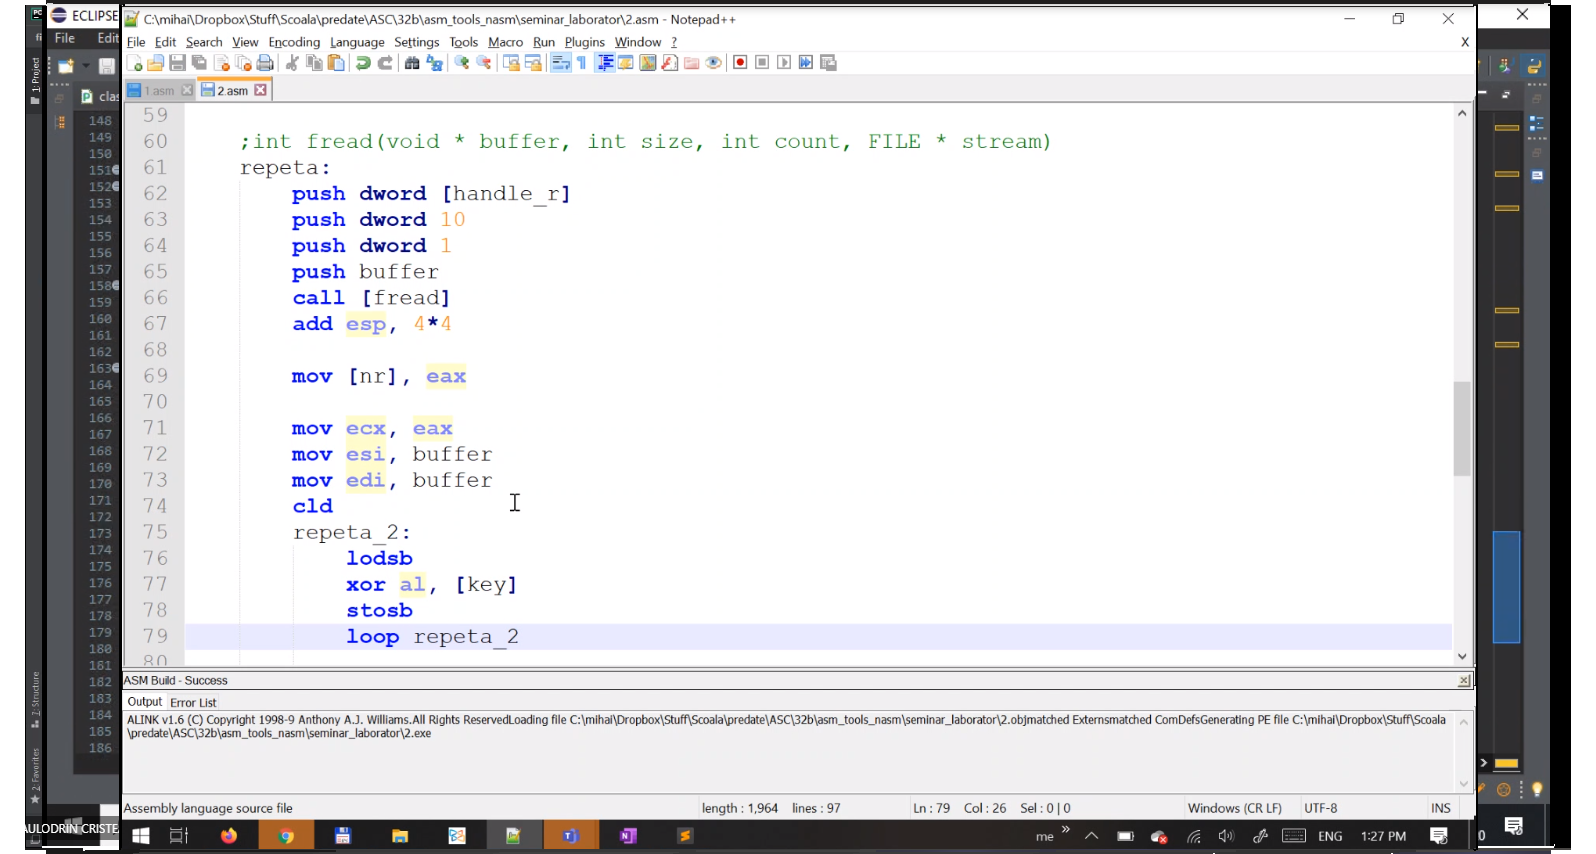 ECLIPSE
C:\mihai\Dropbox\Stuff\Scoala\predate\ASC\32b\asm_tools_nasm\seminar_laborator\2.asm - Notepad++
File Edit
File Edit Search View Encoding Language Settings Tools Macro Run Plugins Window ? X
1: Project
1.asm 2.asm
clas
148
149
150
151
152
153
154
155
156
157
158
159
160
161
162
163
164
165
166
167
168
169
170
171
172
173
174
175
176
177
178
179
180
181
182
183
184
185
186
59
60 ;int fread(void * buffer, int size, int count, FILE * stream)
61 repeta:
62 push dword [handle_r]
63 push dword 10
64 push dword 1
65 push buffer
66 call [fread]
67 add esp, 4*4
68
69 mov [nr], eax
70
71 mov ecx, eax
72 mov esi, buffer
73 mov edi, buffer
74 cld
75 repeta_2:
76 lodsb
77 xor al, [key]
78 stosb
79 loop repeta_2
80
7: Structure
2: Favorites
ASM Build - Success
Output Error List
ALINK v1.6 (C) Copyright 1998-9 Anthony A.J. Williams.All Rights ReservedLoading file C:\mihai\Dropbox\Stuff\Scoala\predate\ASC\32b\asm_tools_nasm\seminar_laborator\2.objmatched Externsmatched ComDefsGenerating PE file C:\mihai\Dropbox\Stuff\Scoala
\predate\ASC\32b\asm_tools_nasm\seminar_laborator\2.exe
Assembly language source file length : 1,964 lines : 97 Ln : 79 Col : 26 Sel : 0 | 0 Windows (CR LF) UTF-8 INS
AULODRIN CRISTEA
me ENG 1:27 PM